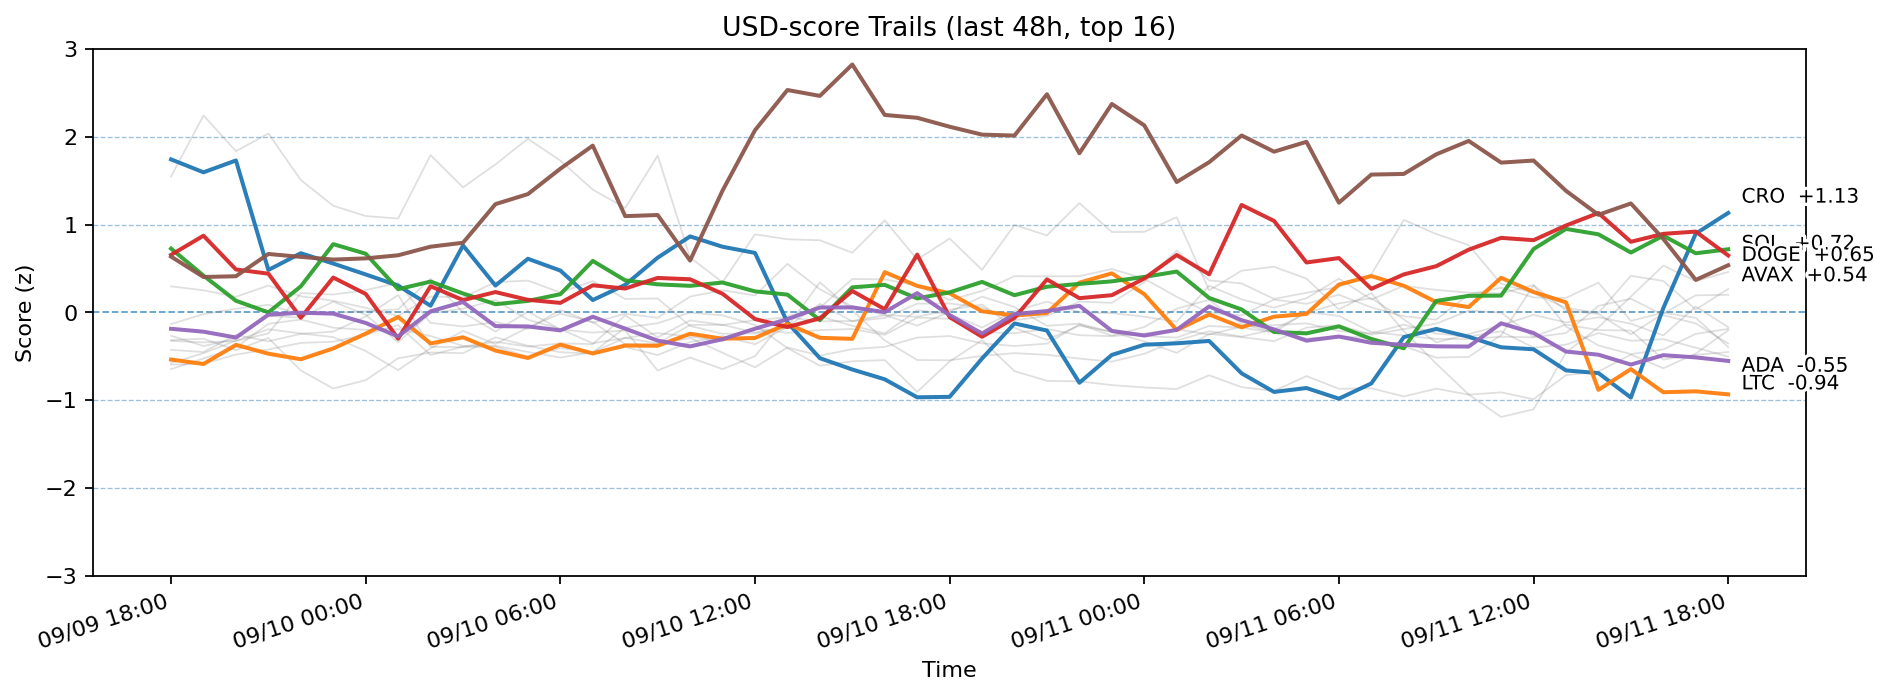 USD-score Trails (last 48h, top 16)
Score (z)
3
2
1
0
−1
−2
−3
CRO +1.13
SOL +0.72
DOGE +0.65
AVAX +0.54
ADA -0.55
LTC -0.94
09/09 18:00
09/10 00:00
09/10 06:00
09/10 12:00
09/10 18:00
09/11 00:00
09/11 06:00
09/11 12:00
09/11 18:00
Time